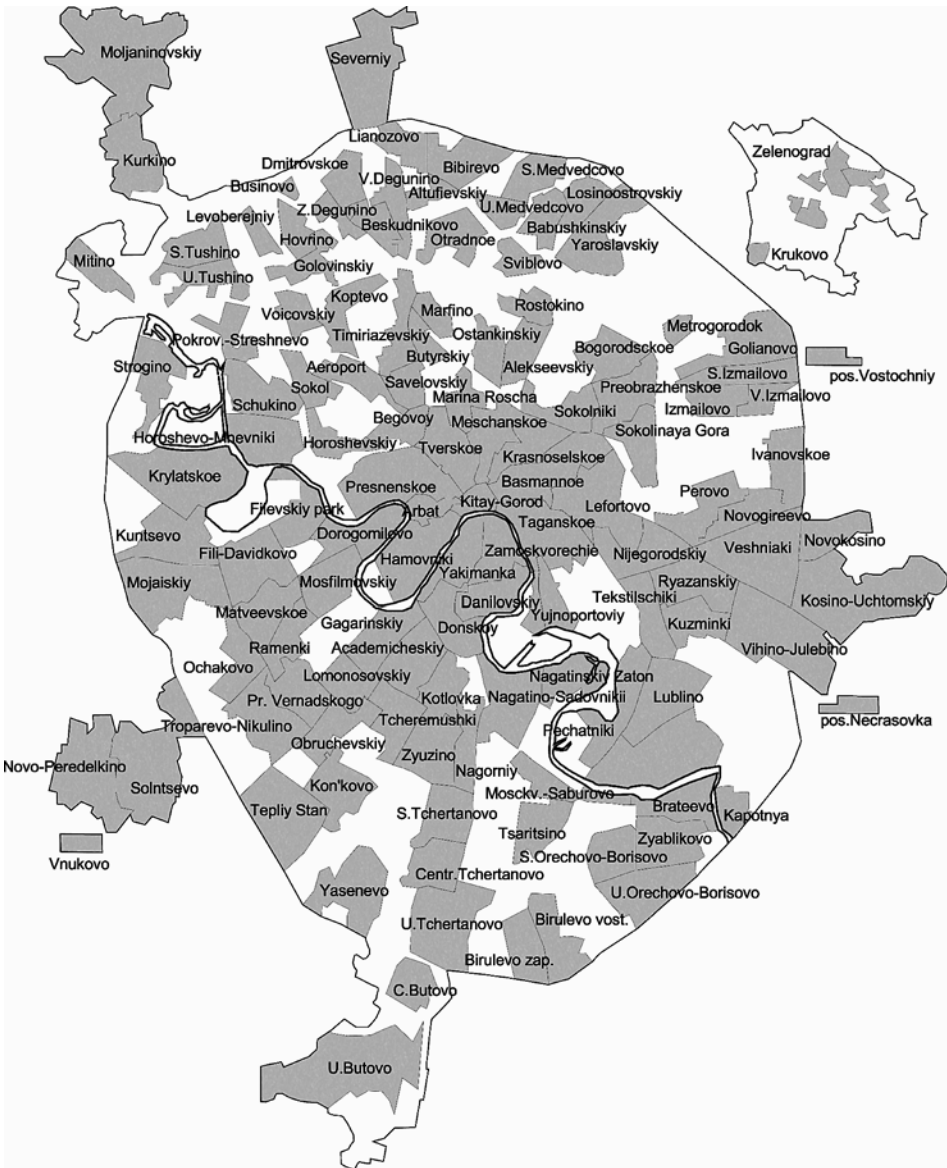 Moljaninovskiy
Severniy
Lianozovo
Kurkino
Dmitrovskoe
Bibirevo
Zelenograd
V.Degunino
S.Medvedcovo
Businovo
Altufievskiy
Losinoostrovskiy
Levoberejniy
Z.Degunino
U.Medvedcovo
Beskudnikovo
Babushkinskiy
Hovrino
Otradnoe
Yaroslavskiy
S.Tushino
Mitino
Golovinskiy
Sviblovo
Krukovo
U.Tushino
Koptevo
Rostokino
Voicovskiy
Marfino
Metrogorodok
Pokrov.-Streshnevo
Timiriazevskiy
Ostankinskiy
Bogorodsckoe
Golianovo
Butyrskiy
Strogino
Aeroport
Alekseevskiy
S.Izmailovo
pos.Vostochniy
Sokol
Savelovskiy
Preobrazhenskoe
Marina Roscha
V.Izmailovo
Schukino
Sokolniki
Izmailovo
Begovoy
Meschanskoe
Horoshevo-Mnevniki
Horoshevskiy
Sokolinaya Gora
Tverskoe
Ivanovskoe
Krasnoselskoe
Krylatskoe
Presnenskoe
Basmannoe
Perovo
Kitay-Gorod
Filevskiy park
Arbat
Lefortovo
Novogireevo
Taganskoe
Kuntsevo
Dorogomilovo
Novokosino
Fili-Davidkovo
Hamovniki
Zamoskvorechie
Nijegorodskiy
Veshniaki
Mojaiskiy
Mosfilmovskiy
Yakimanka
Ryazanskiy
Tekstilschiki
Kosino-Uchtomskiy
Matveevskoe
Danilovskiy
Yujnoportoviy
Gagarinskiy
Donskoy
Kuzminki
Ramenki
Academicheskiy
Vihino-Julebino
Ochakovo
Lomonosovskiy
Nagatinskiy Zaton
Pr. Vernadskogo
Kotlovka
Nagatino-Sadovnikii
Lublino
Troparevo-Nikulino
Tcheremushki
pos.Necrasovka
Pechatniki
Obruchevskiy
Zyuzino
Novo-Peredelkino
Nagorniy
Solntsevo
Kon'kovo
Mosckv.-Saburovo
Tepliy Stan
S.Tchertanovo
Brateevo
Kapotnya
Tsaritsino
Zyablikovo
Vnukovo
S.Orechovo-Borisovo
Centr.Tchertanovo
Yasenevo
U.Orechovo-Borisovo
U.Tchertanovo
Birulevo vost.
Birulevo zap.
C.Butovo
U.Butovo